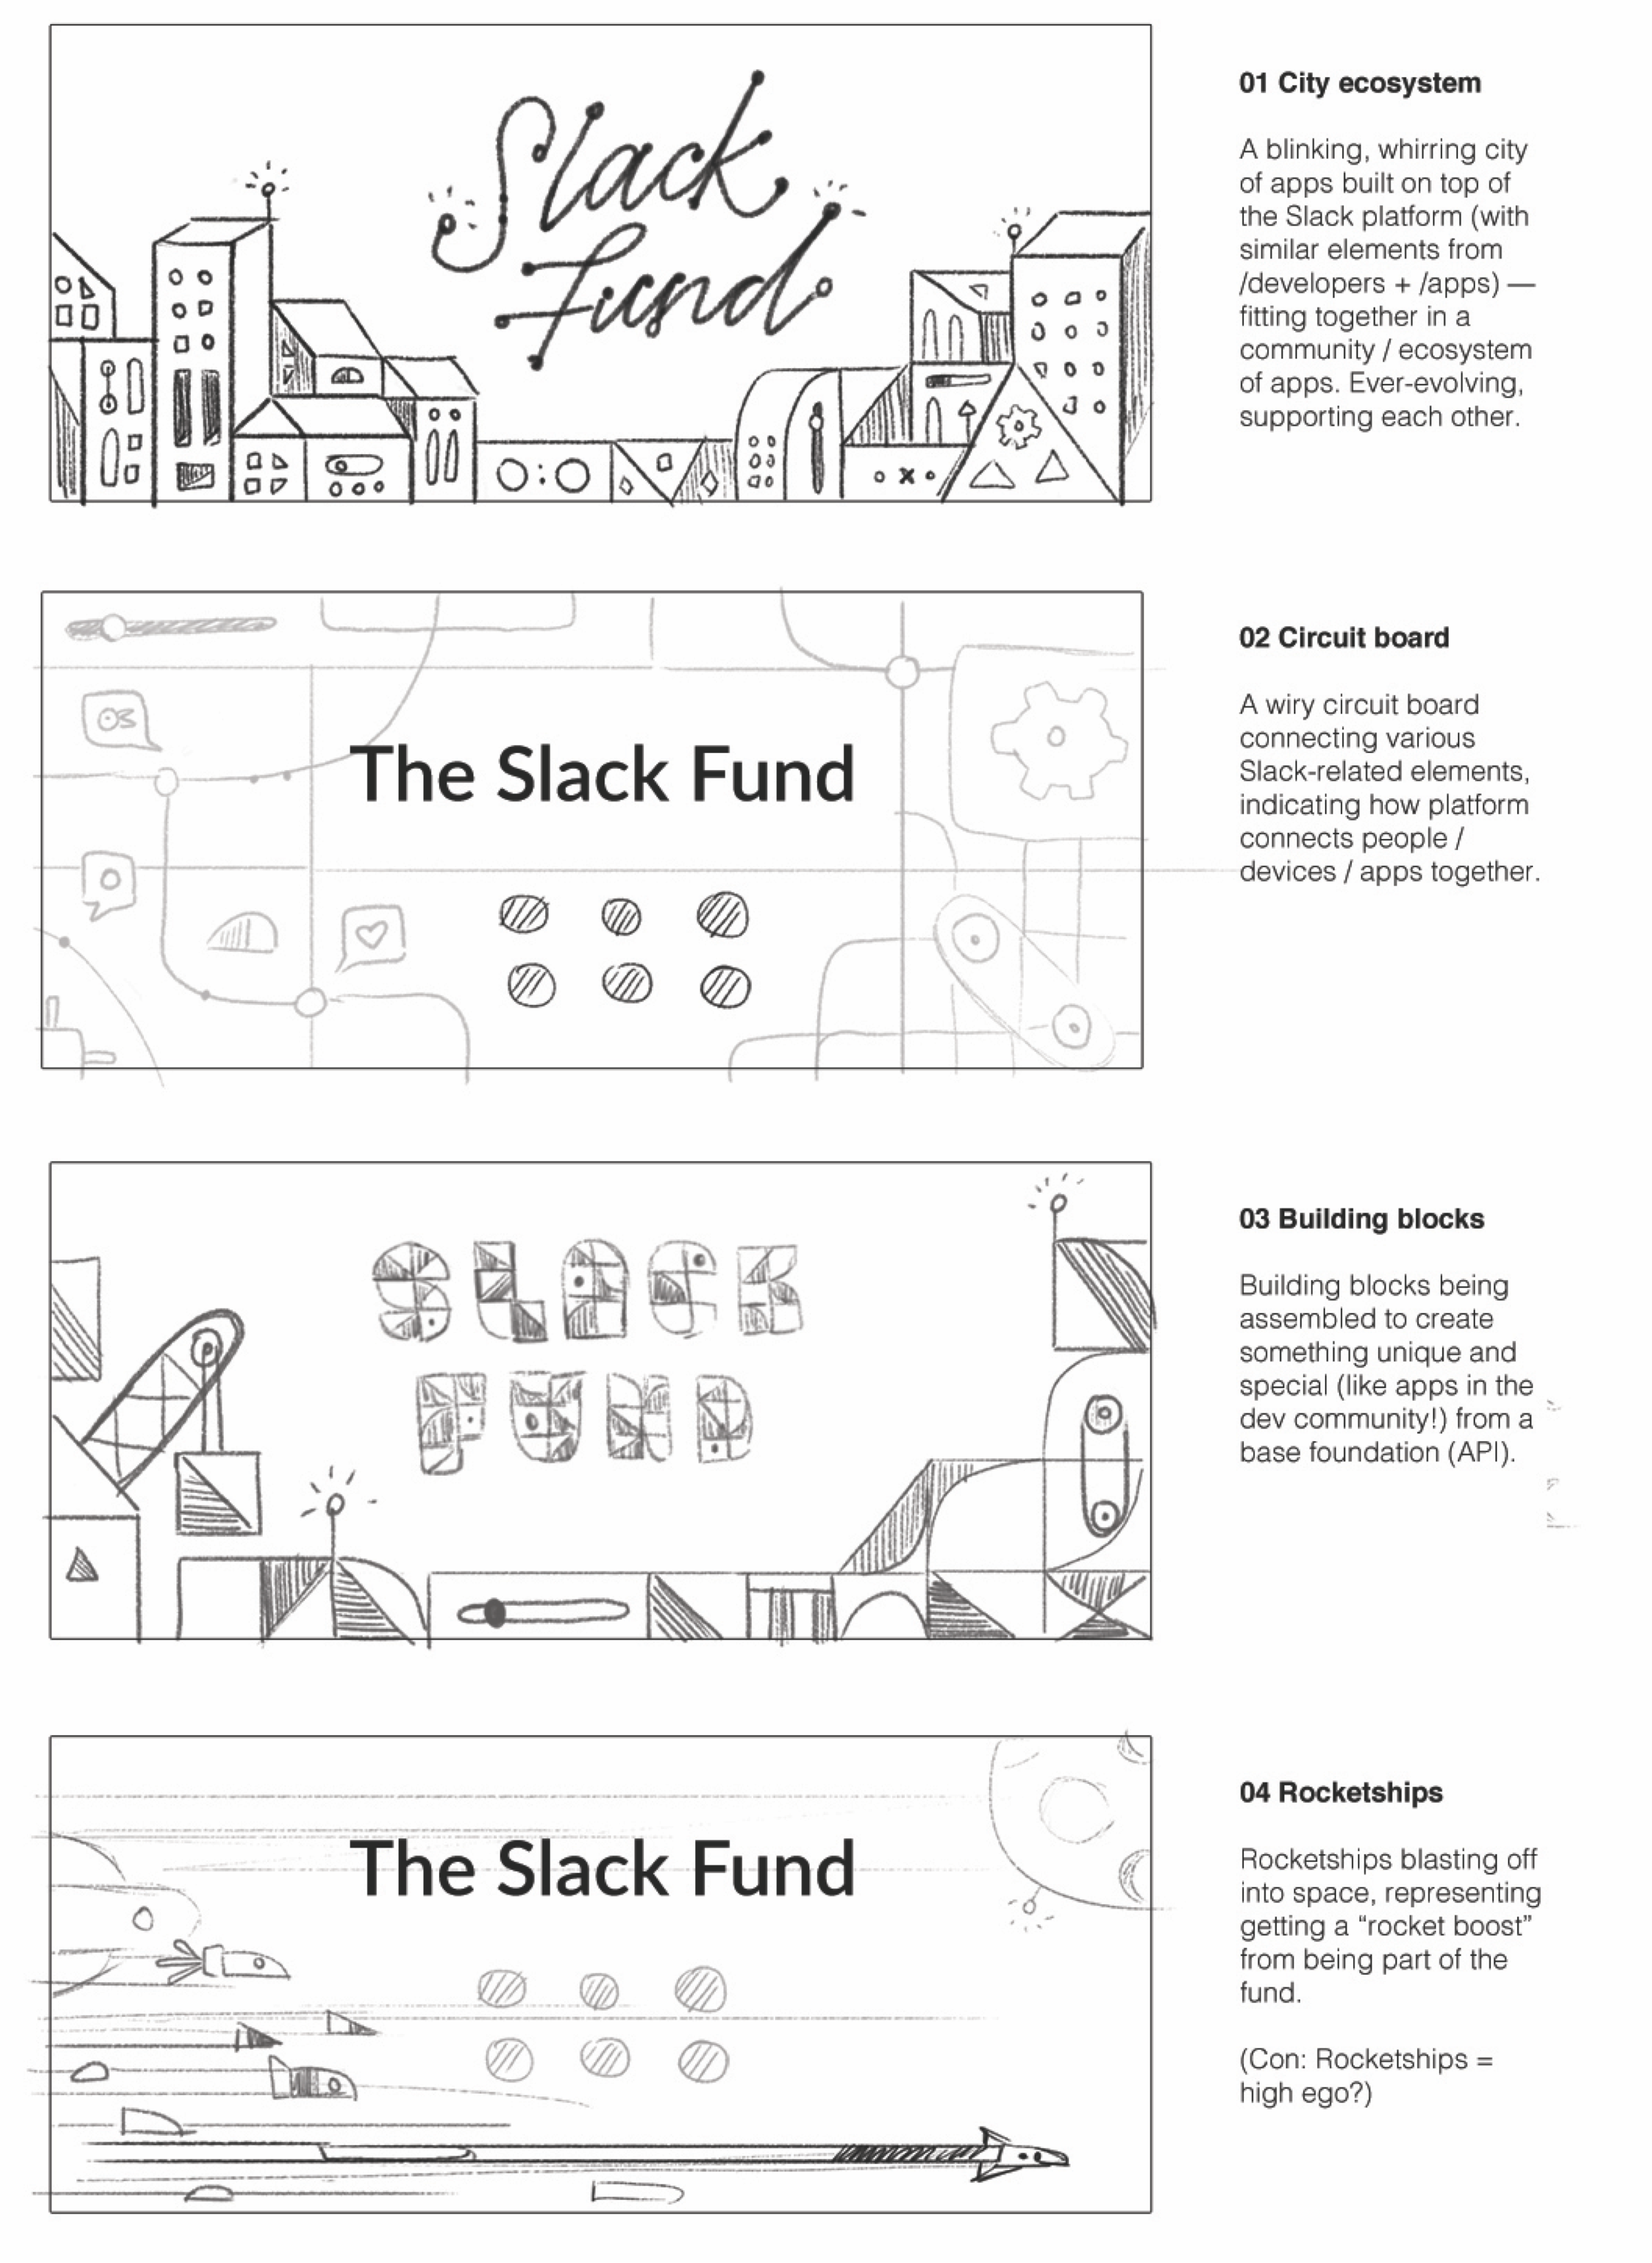 Slack
Fund
01 City ecosystem
A blinking, whirring city
of apps built on top of
the Slack platform (with
similar elements from
/developers + /apps) —
fitting together in a
community / ecosystem
of apps. Ever-evolving,
supporting each other.
The Slack Fund
02 Circuit board
A wiry circuit board
connecting various
Slack-related elements,
indicating how platform
connects people /
devices / apps together.
SLACK
FUND
03 Building blocks
Building blocks being
assembled to create
something unique and
special (like apps in the
dev community!) from a
base foundation (API).
The Slack Fund
04 Rocketships
Rocketships blasting off
into space, representing
getting a “rocket boost”
from being part of the
fund.
(Con: Rocketships =
high ego?)